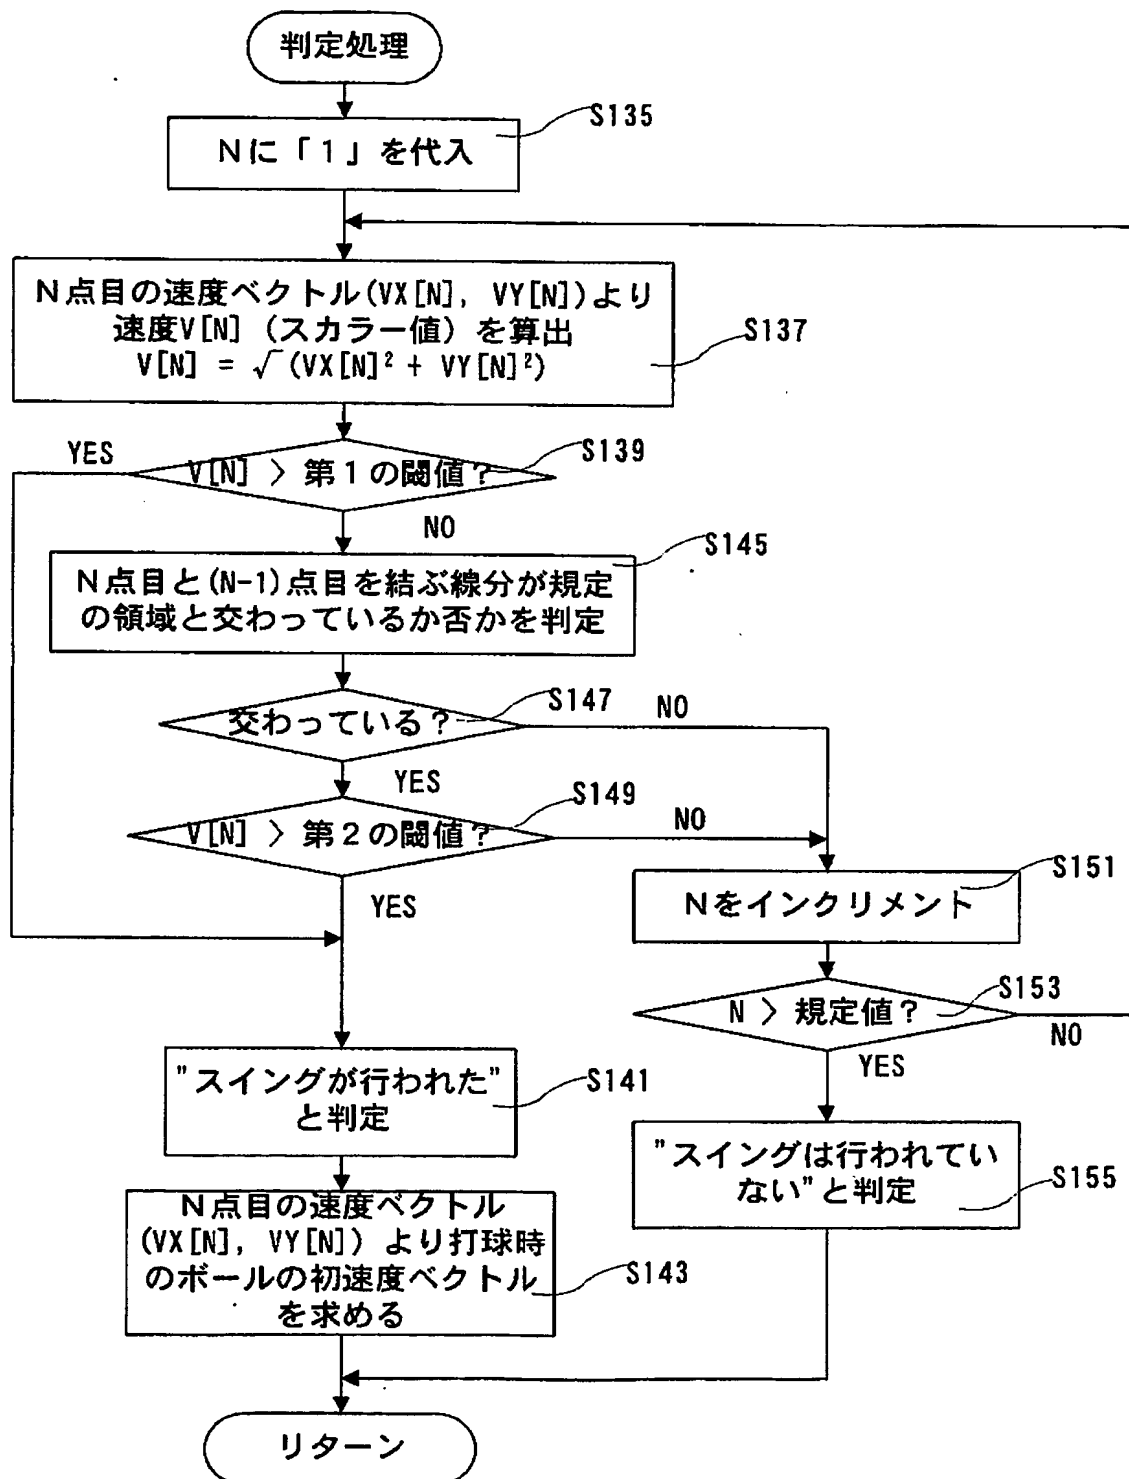 判定処理
S135
Nに「1」を代入
N点目の速度ベクトル(VX[N], VY[N])より
速度V[N] (スカラー値) を算出
V[N] = √(VX[N]² + VY[N]²)
S137
YES
V[N] > 第1の閾値?
S139
NO
S145
N点目と(N-1)点目を結ぶ線分が規定
の領域と交わっているか否かを判定
交わっている?
S147
NO
YES
V[N] > 第2の閾値?
S149
NO
YES
S151
Nをインクリメント
N > 規定値?
S153
NO
YES
"スイングが行われた"
と判定
S141
"スイングは行われてい
ない"と判定
S155
N点目の速度ベクトル
(VX[N], VY[N]) より打球時
のボールの初速度ベクトル
を求める
S143
リターン